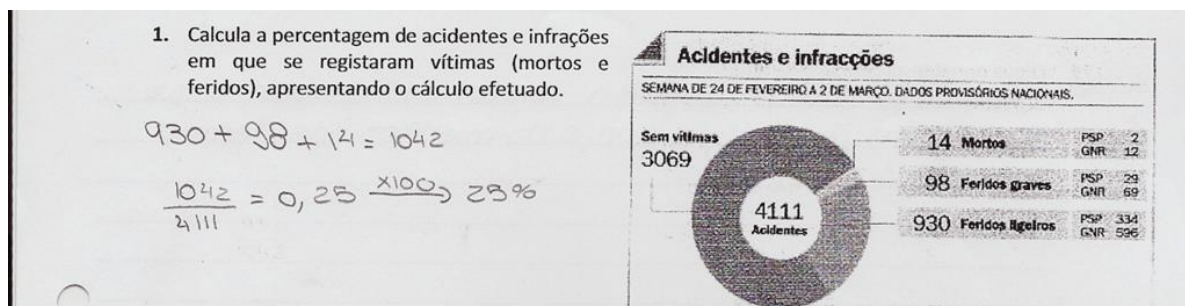 1. Calcula a percentagem de acidentes e infrações
em que se registaram vítimas (mortos e
feridos), apresentando o cálculo efetuado.
930 + 98 + 14 = 1042
1042/4111 = 0,25 ×100→ 25%
Acidentes e infracções
SEMANA DE 24 DE FEVEREIRO A 2 DE MARÇO. DADOS PROVISÓRIOS NACIONAIS.
Sem vítimas
3069
4111
Acidentes
14 Mortos PSP 2
GNR 12
98 Feridos graves PSP 29
GNR 69
930 Feridos ligeiros PSP 334
GNR 596